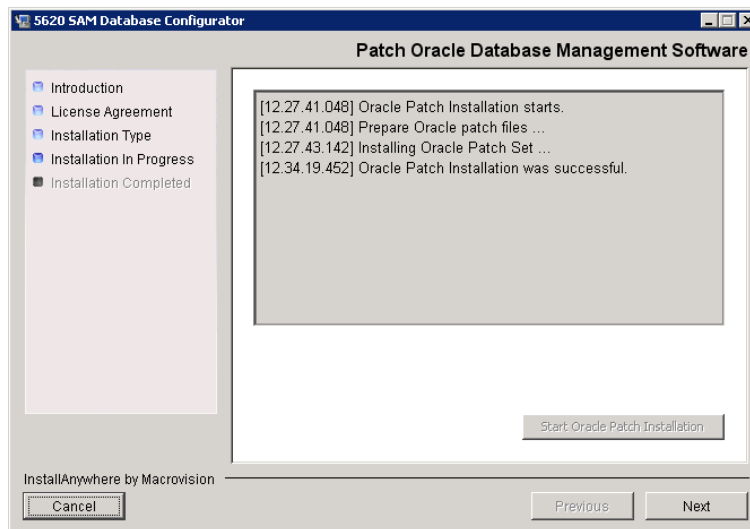 5620 SAM Database Configurator
Patch Oracle Database Management Software
Introduction
License Agreement
Installation Type
Installation In Progress
Installation Completed
[12.27.41.048] Oracle Patch Installation starts.
[12.27.41.048] Prepare Oracle patch files ...
[12.27.43.142] Installing Oracle Patch Set ...
[12.34.19.452] Oracle Patch Installation was successful.
Start Oracle Patch Installation
InstallAnywhere by Macrovision
Cancel
Previous
Next